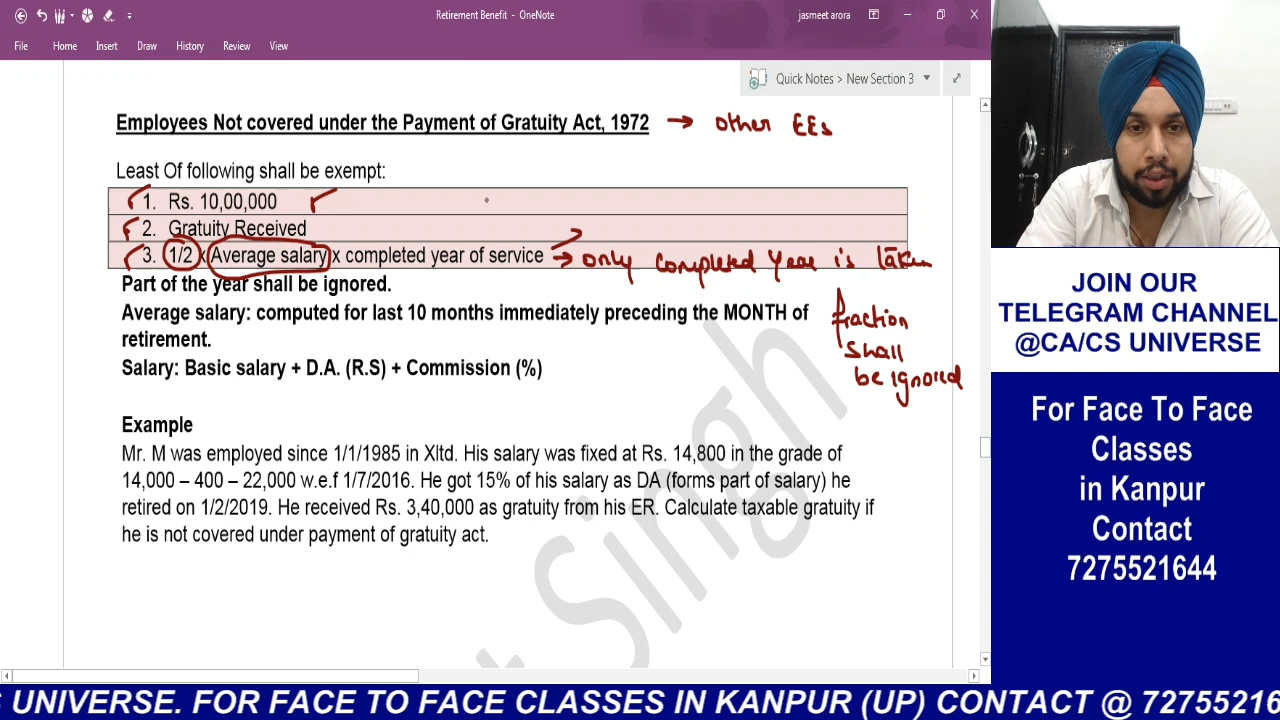 Retirement Benefit - OneNote
jasmeet arora
File Home Insert Draw History Review View
Quick Notes > New Section 3
Employees Not covered under the Payment of Gratuity Act, 1972 → other EEs
Least Of following shall be exempt:
1. Rs. 10,00,000
2. Gratuity Received
3. 1/2 x Average salary x completed year of service → only completed year is taken
Part of the year shall be ignored.
Average salary: computed for last 10 months immediately preceding the MONTH of
retirement.
fraction
shall
be ignored
Salary: Basic salary + D.A. (R.S) + Commission (%)
Example
Mr. M was employed since 1/1/1985 in Xltd. His salary was fixed at Rs. 14,800 in the grade of
14,000 – 400 – 22,000 w.e.f 1/7/2016. He got 15% of his salary as DA (forms part of salary) he
retired on 1/2/2019. He received Rs. 3,40,000 as gratuity from his ER. Calculate taxable gratuity if
he is not covered under payment of gratuity act.
Singh
JOIN OUR
TELEGRAM CHANNEL
@CA/CS UNIVERSE
For Face To Face
Classes
in Kanpur
Contact
7275521644
S UNIVERSE. FOR FACE TO FACE CLASSES IN KANPUR (UP) CONTACT @ 72755216